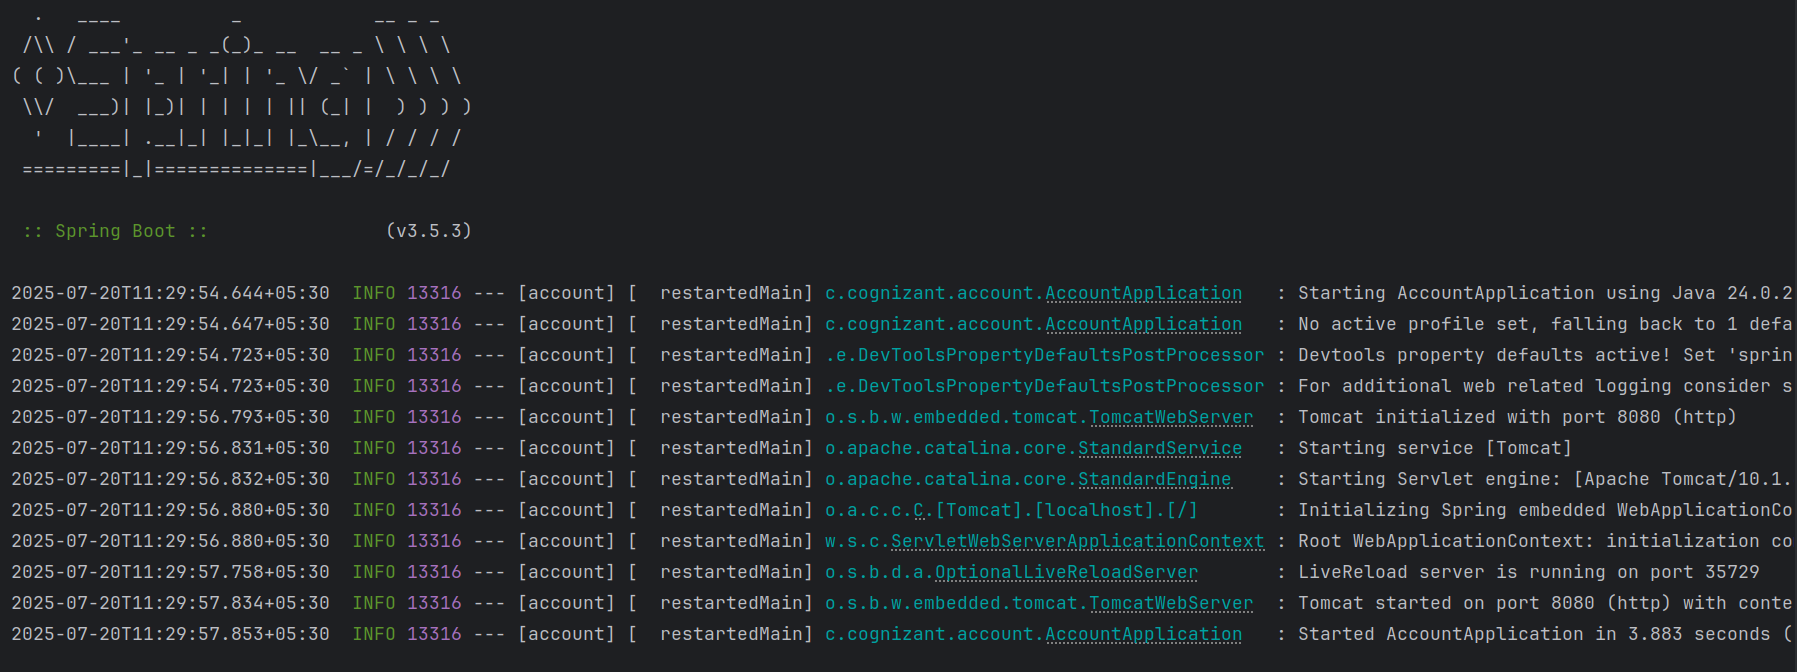 .   ____          _            __ _ _
 /\\ / ___'_ __ _ _(_)_ __  __ _ \ \ \ \
( ( )\___ | '_ | '_| | '_ \/ _` | \ \ \ \
 \\/  ___)| |_)| | | | | || (_| |  ) ) ) )
  '  |____| .__|_| |_|_| |_\__, | / / / /
 =========|_|==============|___/=/_/_/_/

 :: Spring Boot ::                (v3.5.3)

2025-07-20T11:29:54.644+05:30  INFO 13316 --- [account] [  restartedMain] c.cognizant.account.AccountApplication   : Starting AccountApplication using Java 24.0.2
2025-07-20T11:29:54.647+05:30  INFO 13316 --- [account] [  restartedMain] c.cognizant.account.AccountApplication   : No active profile set, falling back to 1 defa
2025-07-20T11:29:54.723+05:30  INFO 13316 --- [account] [  restartedMain] .e.DevToolsPropertyDefaultsPostProcessor : Devtools property defaults active! Set 'sprin
2025-07-20T11:29:54.723+05:30  INFO 13316 --- [account] [  restartedMain] .e.DevToolsPropertyDefaultsPostProcessor : For additional web related logging consider s
2025-07-20T11:29:56.793+05:30  INFO 13316 --- [account] [  restartedMain] o.s.b.w.embedded.tomcat.TomcatWebServer  : Tomcat initialized with port 8080 (http)
2025-07-20T11:29:56.831+05:30  INFO 13316 --- [account] [  restartedMain] o.apache.catalina.core.StandardService   : Starting service [Tomcat]
2025-07-20T11:29:56.832+05:30  INFO 13316 --- [account] [  restartedMain] o.apache.catalina.core.StandardEngine    : Starting Servlet engine: [Apache Tomcat/10.1.
2025-07-20T11:29:56.880+05:30  INFO 13316 --- [account] [  restartedMain] o.a.c.c.C.[Tomcat].[localhost].[/]       : Initializing Spring embedded WebApplicationCo
2025-07-20T11:29:56.880+05:30  INFO 13316 --- [account] [  restartedMain] w.s.c.ServletWebServerApplicationContext : Root WebApplicationContext: initialization co
2025-07-20T11:29:57.758+05:30  INFO 13316 --- [account] [  restartedMain] o.s.b.d.a.OptionalLiveReloadServer       : LiveReload server is running on port 35729
2025-07-20T11:29:57.834+05:30  INFO 13316 --- [account] [  restartedMain] o.s.b.w.embedded.tomcat.TomcatWebServer  : Tomcat started on port 8080 (http) with conte
2025-07-20T11:29:57.853+05:30  INFO 13316 --- [account] [  restartedMain] c.cognizant.account.AccountApplication   : Started AccountApplication in 3.883 seconds (